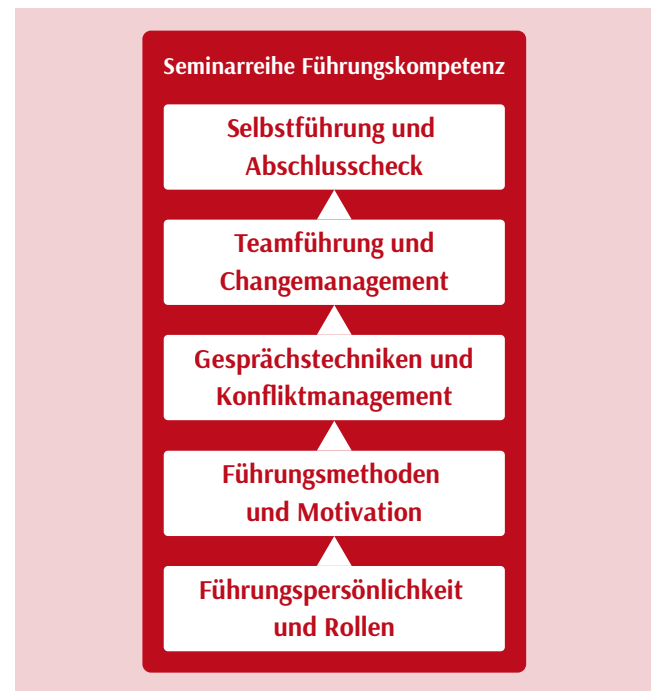 Seminarreihe Führungskompetenz
Selbstführung und
Abschlusscheck
Teamführung und
Changemanagement
Gesprächstechniken und
Konfliktmanagement
Führungsmethoden
und Motivation
Führungspersönlichkeit
und Rollen